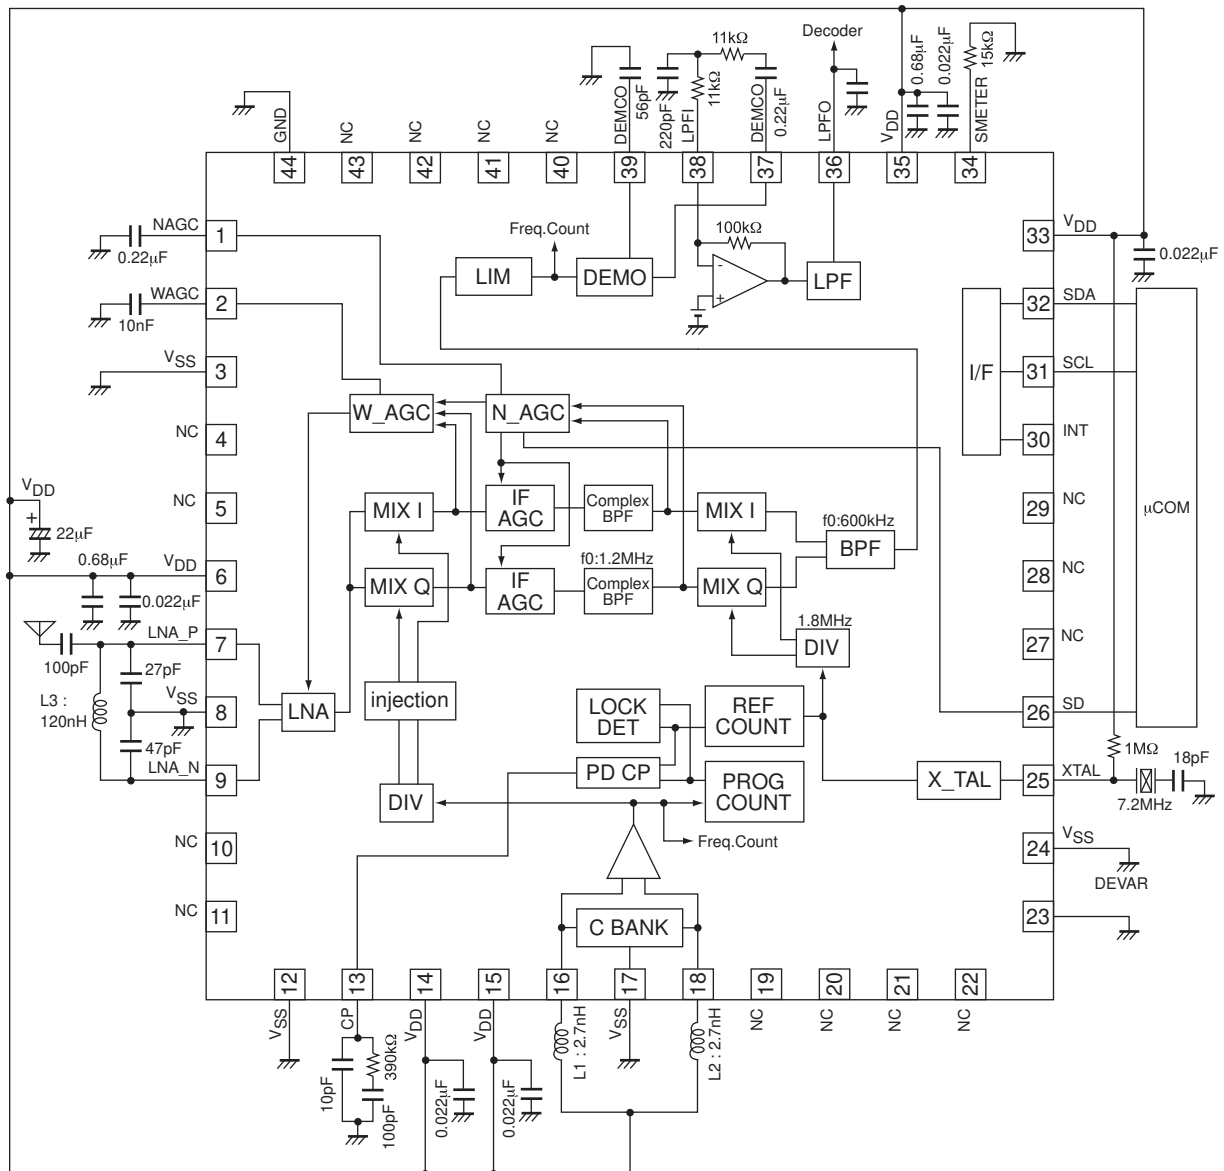 11kΩ
Decoder
220pF
11kΩ
0.22μF
56pF
0.68μF
0.022μF
15kΩ
GND
NC
NC
NC
NC
DEMCO
LPFI
DEMCO
LPFO
VDD
SMETER
44
43
42
41
40
39
38
37
36
35
34
NAGC
1
0.22μF
WAGC
2
10nF
VSS
3
NC
4
NC
5
VDD
+
22μF
0.68μF
VDD
6
0.022μF
LNA_P
7
100pF
27pF
L3 :
120nH
VSS
8
47pF
LNA_N
9
NC
10
NC
11
Freq.Count
LIM
DEMO
100kΩ
-
+
LPF
W_AGC
N_AGC
MIX I
IF
AGC
Complex
BPF
MIX I
f0:600kHz
BPF
MIX Q
IF
AGC
f0:1.2MHz
Complex
BPF
MIX Q
1.8MHz
DIV
LNA
injection
LOCK
DET
REF
COUNT
PD CP
PROG
COUNT
X_TAL
DIV
Freq.Count
C BANK
I/F
33
VDD
0.022μF
32
SDA
31
SCL
30
INT
29
NC
μCOM
28
NC
27
NC
26
SD
1MΩ
18pF
25
XTAL
7.2MHz
24
VSS
DEVAR
23
12
13
14
15
16
17
18
19
20
21
22
VSS
CP
VDD
VDD
L1 : 2.7nH
VSS
L2 : 2.7nH
NC
NC
NC
NC
10pF
390kΩ
100pF
0.022μF
0.022μF